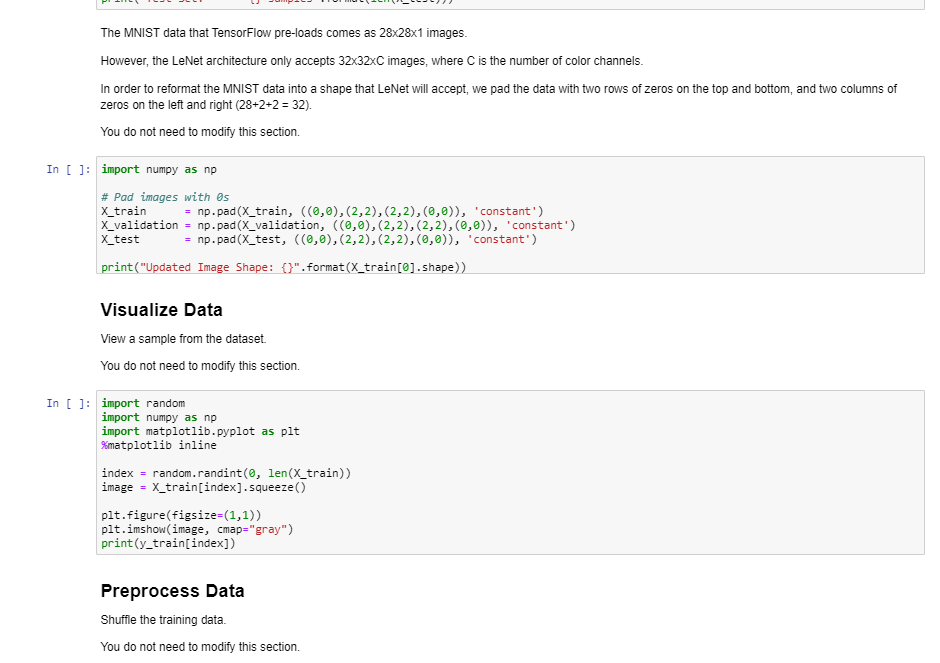 The MNIST data that TensorFlow pre-loads comes as 28x28x1 images.
However, the LeNet architecture only accepts 32x32xC images, where C is the number of color channels.
In order to reformat the MNIST data into a shape that LeNet will accept, we pad the data with two rows of zeros on the top and bottom, and two columns of
zeros on the left and right (28+2+2 = 32).
You do not need to modify this section.
In [ ]: import numpy as np
# Pad images with 0s
X_train      = np.pad(X_train, ((0,0),(2,2),(2,2),(0,0)), 'constant')
X_validation = np.pad(X_validation, ((0,0),(2,2),(2,2),(0,0)), 'constant')
X_test       = np.pad(X_test, ((0,0),(2,2),(2,2),(0,0)), 'constant')
print("Updated Image Shape: {}".format(X_train[0].shape))
Visualize Data
View a sample from the dataset.
You do not need to modify this section.
In [ ]: import random
import numpy as np
import matplotlib.pyplot as plt
%matplotlib inline
index = random.randint(0, len(X_train))
image = X_train[index].squeeze()
plt.figure(figsize=(1,1))
plt.imshow(image, cmap="gray")
print(y_train[index])
Preprocess Data
Shuffle the training data.
You do not need to modify this section.